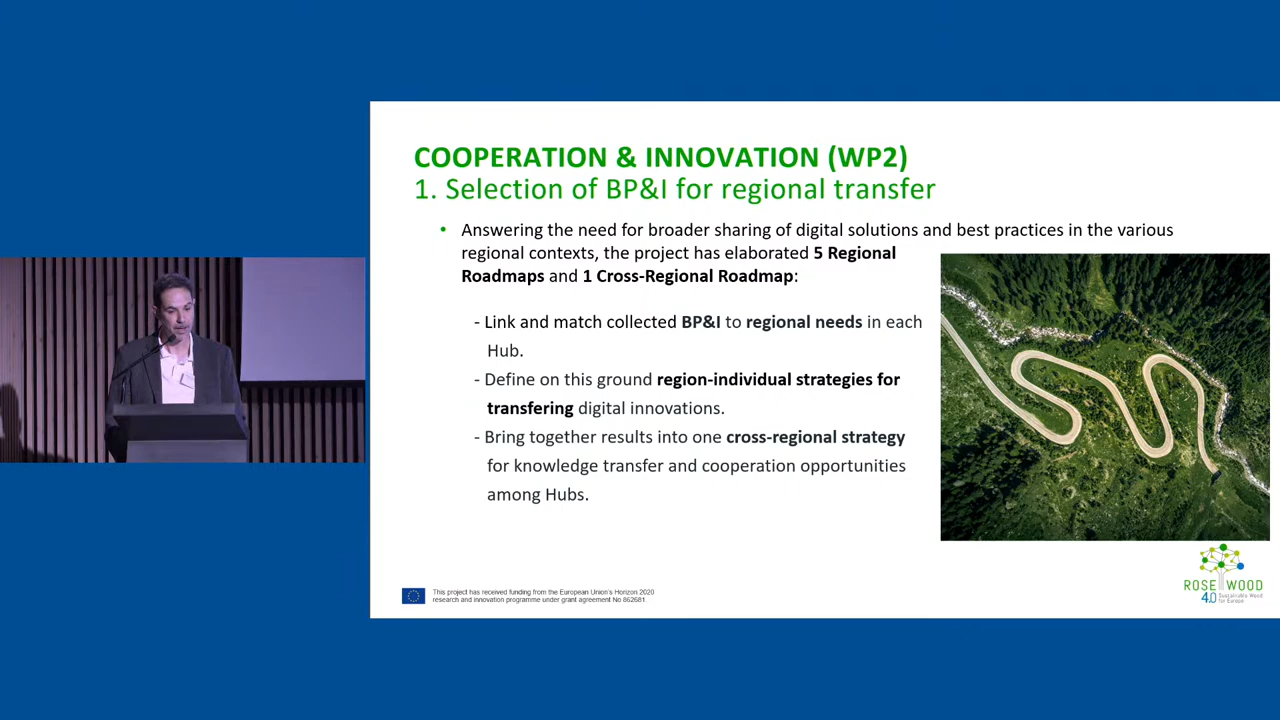 COOPERATION & INNOVATION (WP2)
1. Selection of BP&I for regional transfer
• Answering the need for broader sharing of digital solutions and best practices in the various
regional contexts, the project has elaborated 5 Regional
Roadmaps and 1 Cross-Regional Roadmap:
- Link and match collected BP&I to regional needs in each
Hub.
- Define on this ground region-individual strategies for
transfering digital innovations.
- Bring together results into one cross-regional strategy
for knowledge transfer and cooperation opportunities
among Hubs.
This project has received funding from the European Union's Horizon 2020
research and innovation programme under grant agreement No 862681.
ROSEWOOD
4.0 Sustainable Wood
for Europe